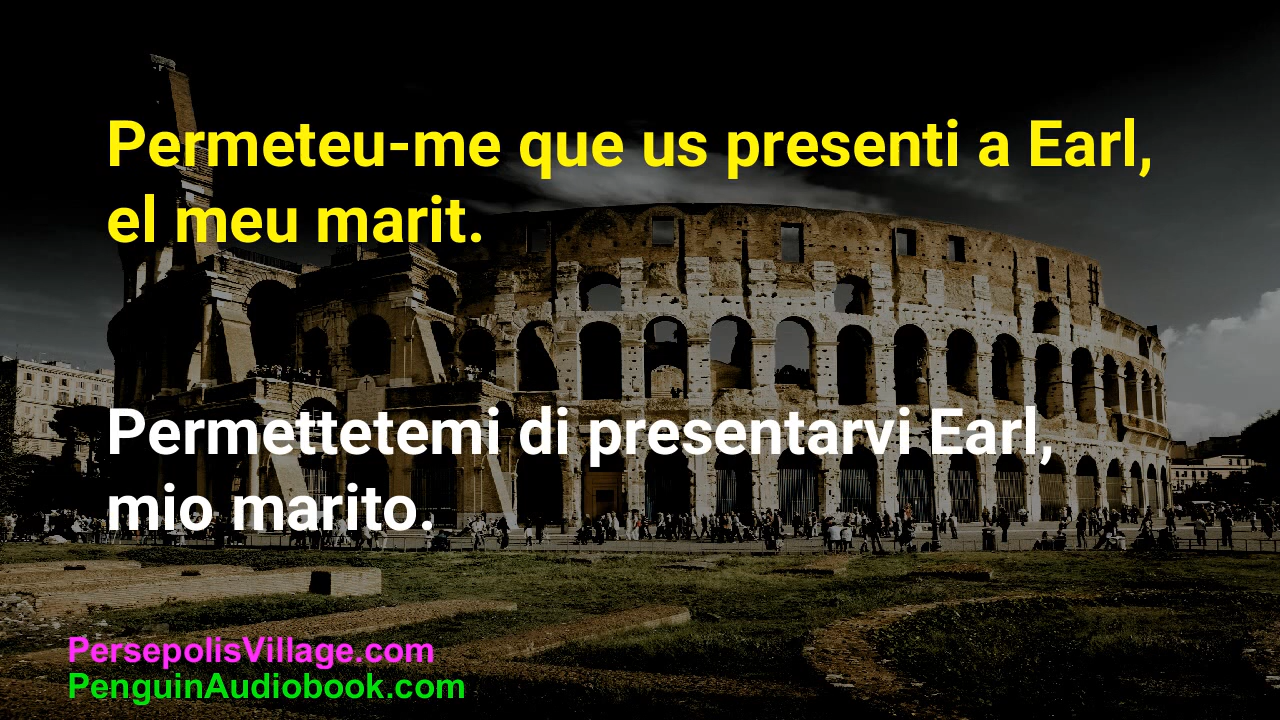 Permeteu-me que us presenti a Earl,
el meu marit.
Permettetemi di presentarvi Earl,
mio marito.
PersepolisVillage.com
PenguinAudiobook.com